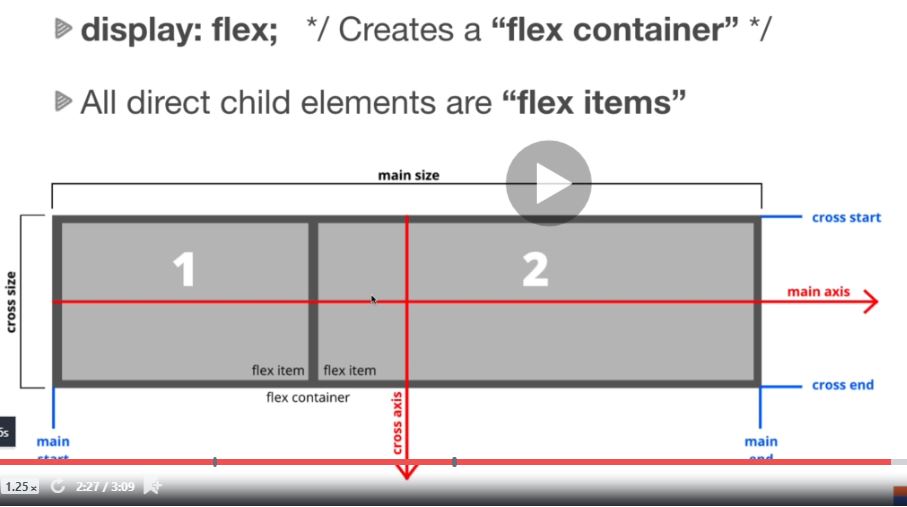 display: flex; */ Creates a “flex container” */
All direct child elements are “flex items”
main size
cross start
1
2
cross size
main axis
flex item
flex item
cross end
flex container
cross axis
main
start
main
end
1.25×
2:27 / 3:09